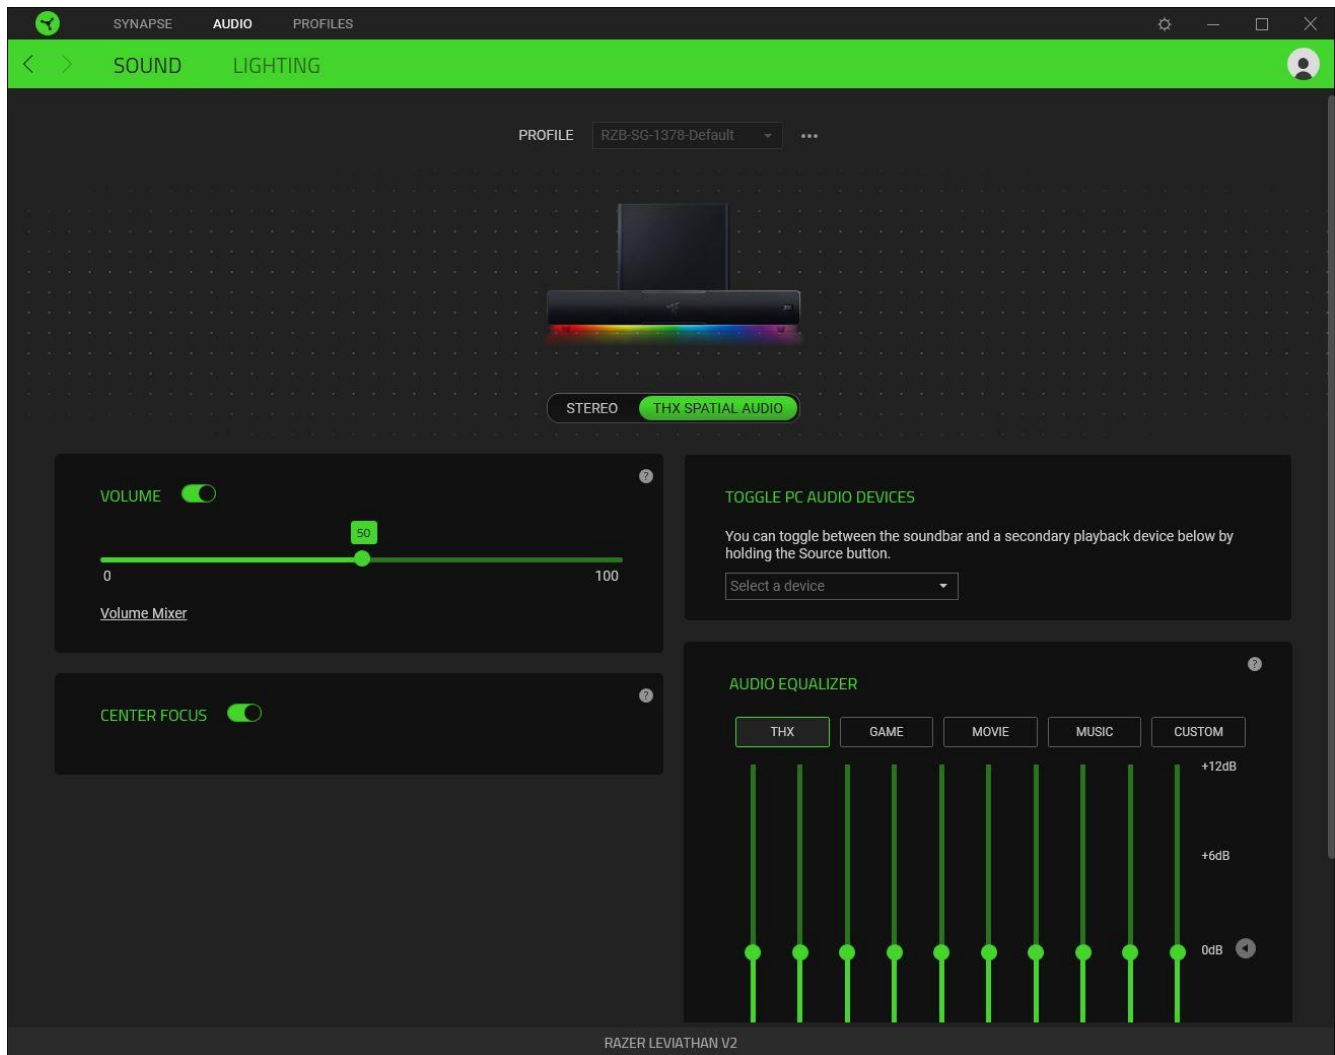 SYNAPSE AUDIO PROFILES
SOUND LIGHTING
PROFILE RZB-SG-1378-Default
STEREO THX SPATIAL AUDIO
VOLUME
50
0 100
Volume Mixer
CENTER FOCUS
TOGGLE PC AUDIO DEVICES
You can toggle between the soundbar and a secondary playback device below by
holding the Source button.
Select a device
AUDIO EQUALIZER
THX GAME MOVIE MUSIC CUSTOM
+12dB
+6dB
0dB
RAZER LEVIATHAN V2